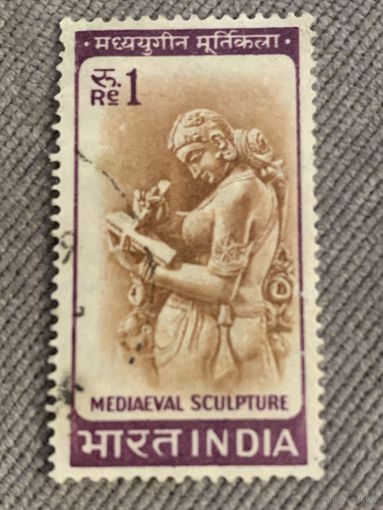 · मध्ययुगीन मूर्तिकला ·
रु.
Re 1
MEDIAEVAL SCULPTURE
भारत INDIA